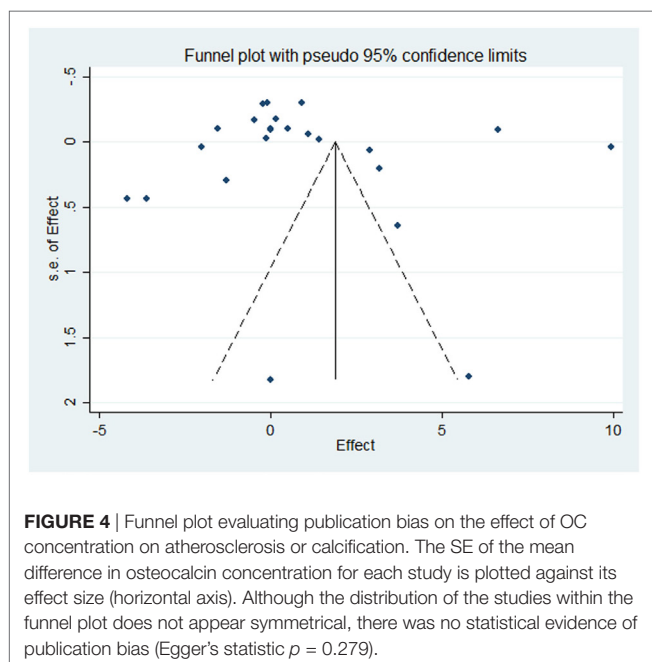 Funnel plot with pseudo 95% confidence limits
-.5
0
.5
1
1.5
2
s.e. of Effect
-5
0
5
10
Effect
FIGURE 4 | Funnel plot evaluating publication bias on the effect of OC
concentration on atherosclerosis or calcification. The SE of the mean
difference in osteocalcin concentration for each study is plotted against its
effect size (horizontal axis). Although the distribution of the studies within the
funnel plot does not appear symmetrical, there was no statistical evidence of
publication bias (Egger's statistic p = 0.279).